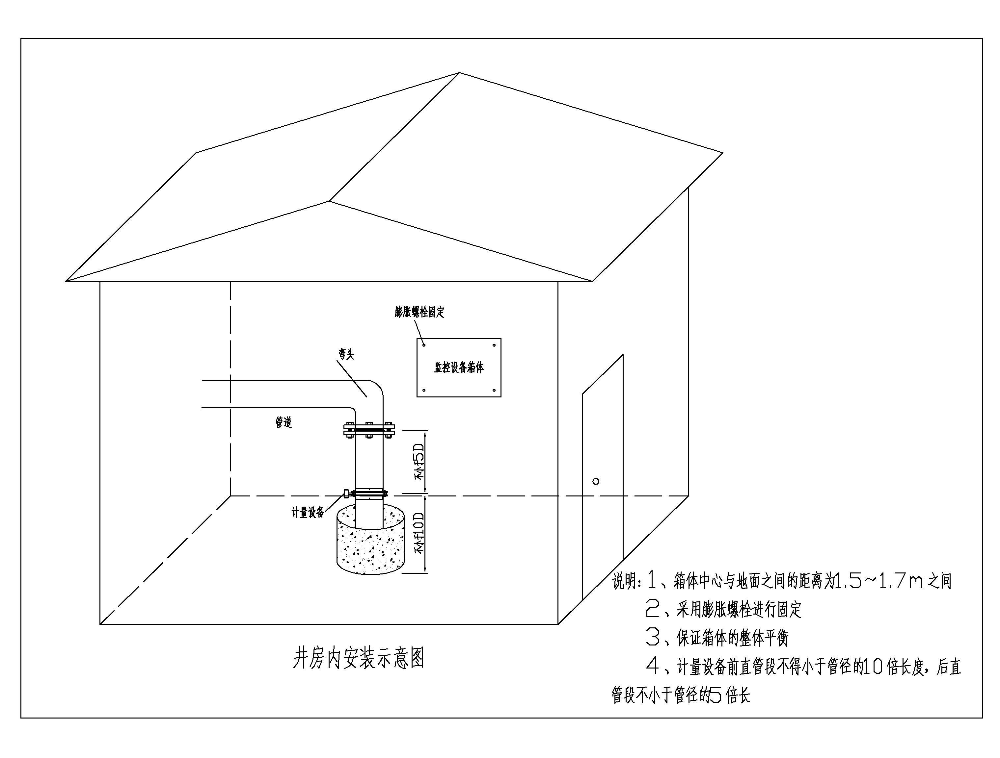 膨胀螺栓固定
弯头
监控设备箱体
管道
不小于5D
计量设备
不小于10D
说明：1、箱体中心与地面之间的距离为1.5~1.7m之间
2、采用膨胀螺栓进行固定
3、保证箱体的整体平衡
4、计量设备前直管段不得小于管径的10倍长度，后直
管段不小于管径的5倍长
井房内安装示意图